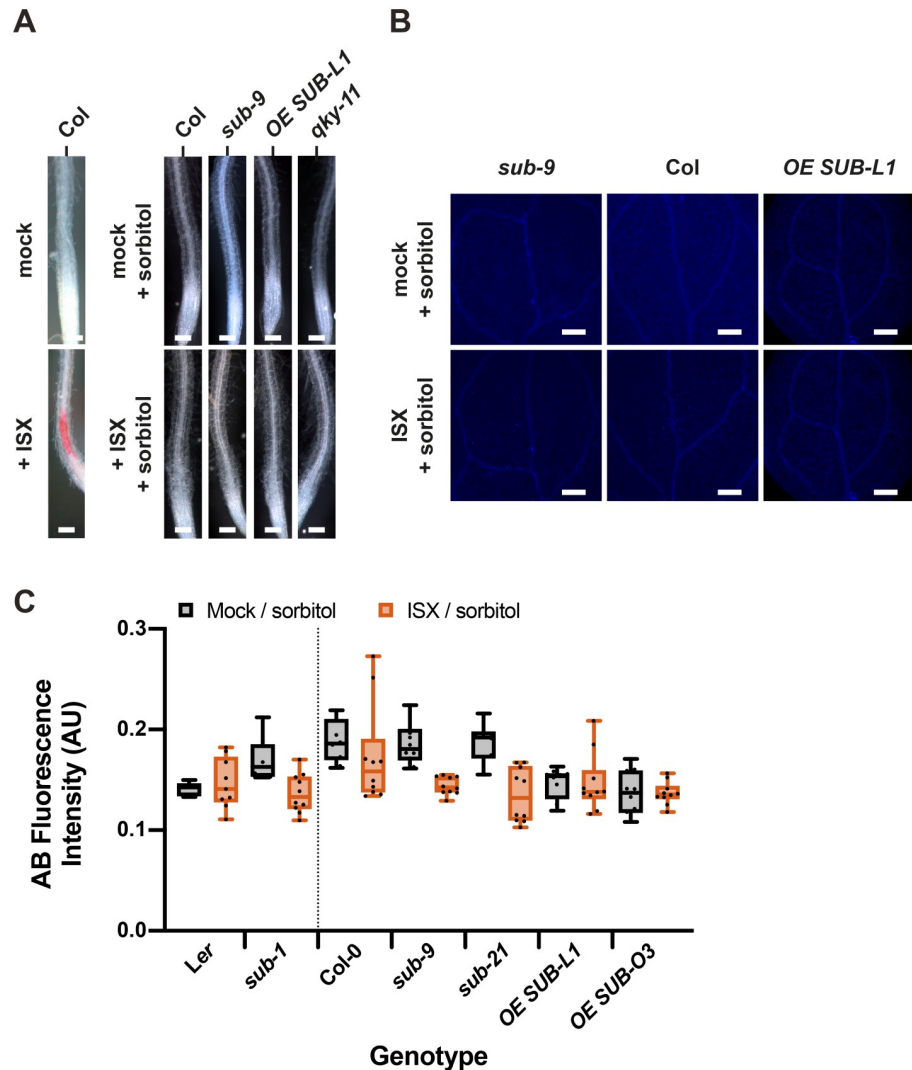 A
Col
mock
+ ISX
Col
sub-9
OE SUB-L1
qky-11
mock
+ sorbitol
+ ISX
+ sorbitol
B
sub-9
Col
OE SUB-L1
mock
+ sorbitol
ISX
+ sorbitol
C
Mock / sorbitol
ISX / sorbitol
AB Fluorescence
Intensity (AU)
0.3
0.2
0.1
0.0
Ler
sub-1
Col-0
sub-9
sub-21
OE SUB-L1
OE SUB-O3
Genotype